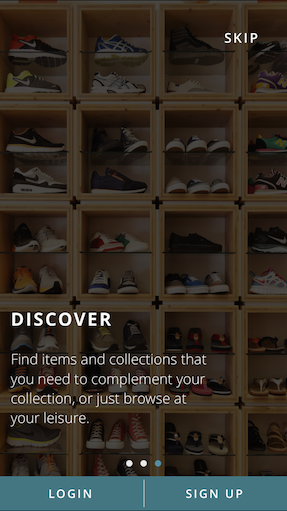 SKIP
DISCOVER
Find items and collections that
you need to complement your
collection, or just browse at
your leisure.
LOGIN
SIGN UP